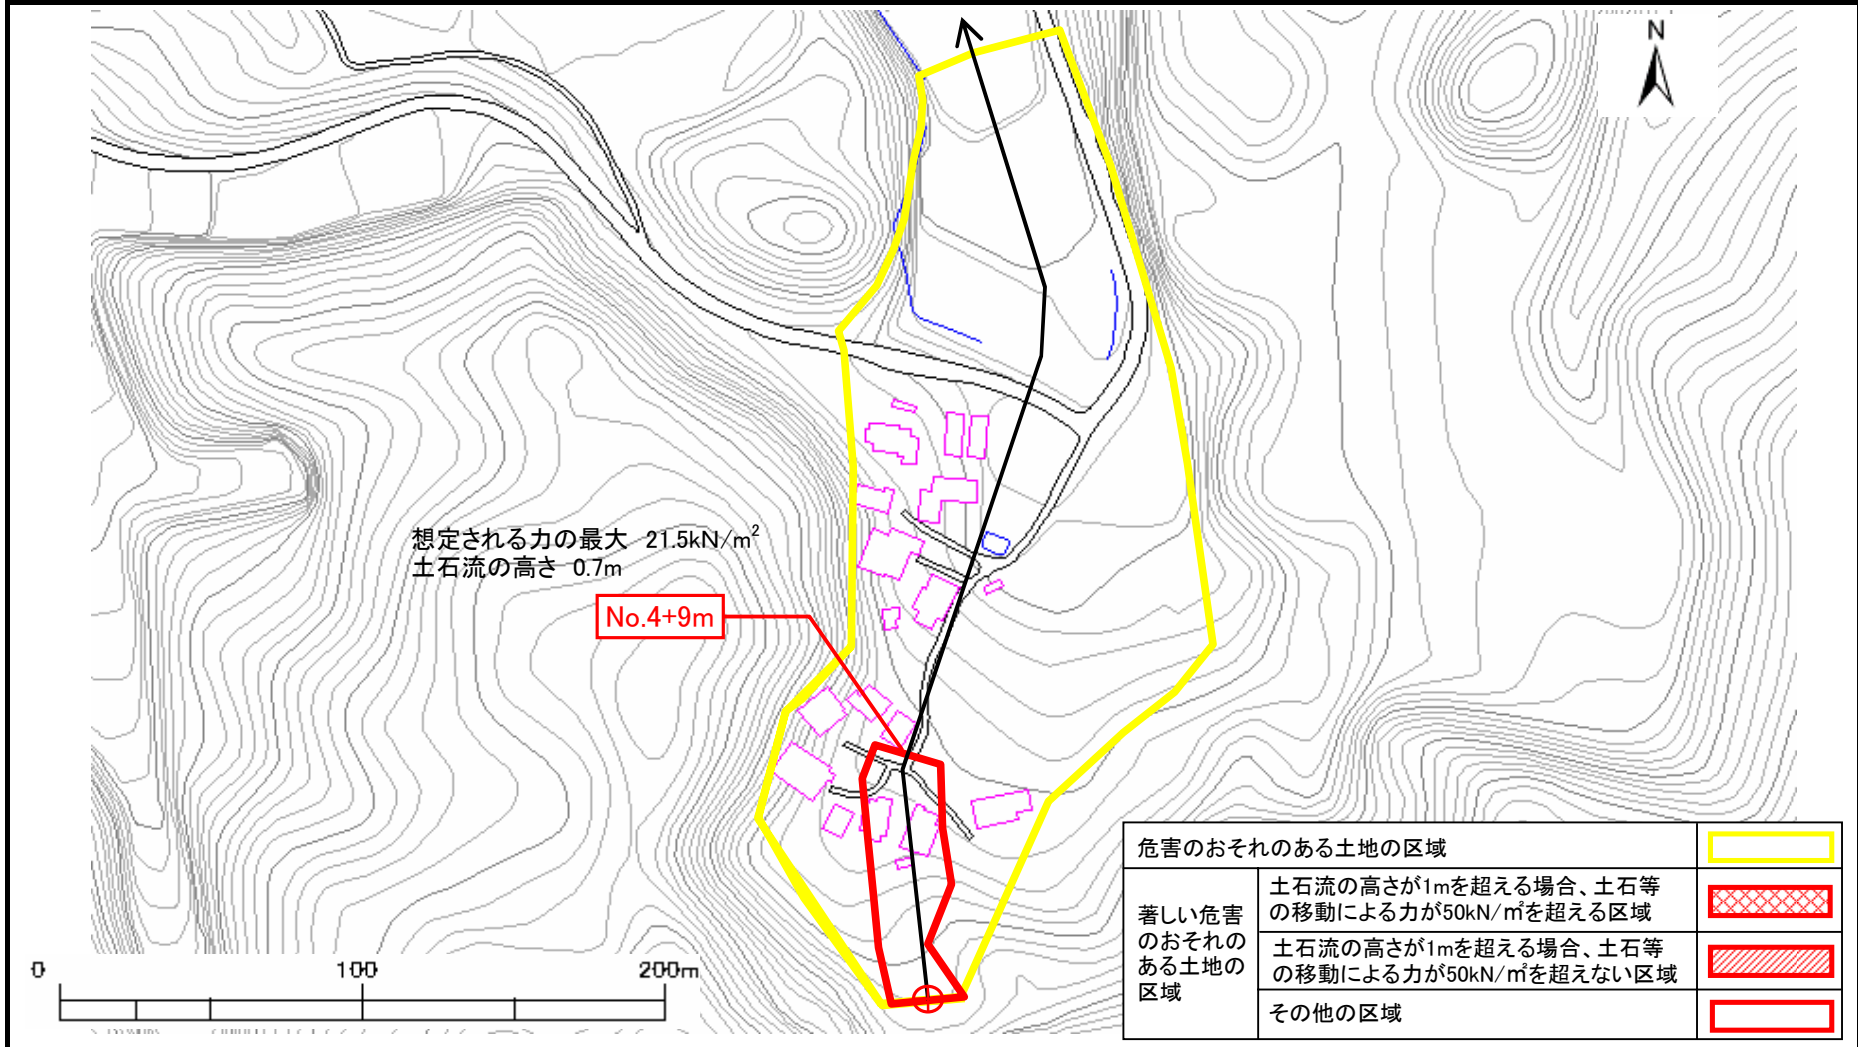 N
想定される力の最大 21.5kN/m²
土石流の高さ 0.7m
No.4+9m
0 100 200m
危害のおそれのある土地の区域
著しい危害
のおそれの
ある土地の
区域
土石流の高さが1mを超える場合、土石等
の移動による力が50kN/㎡を超える区域
土石流の高さが1mを超える場合、土石等
の移動による力が50kN/㎡を超えない区域
その他の区域